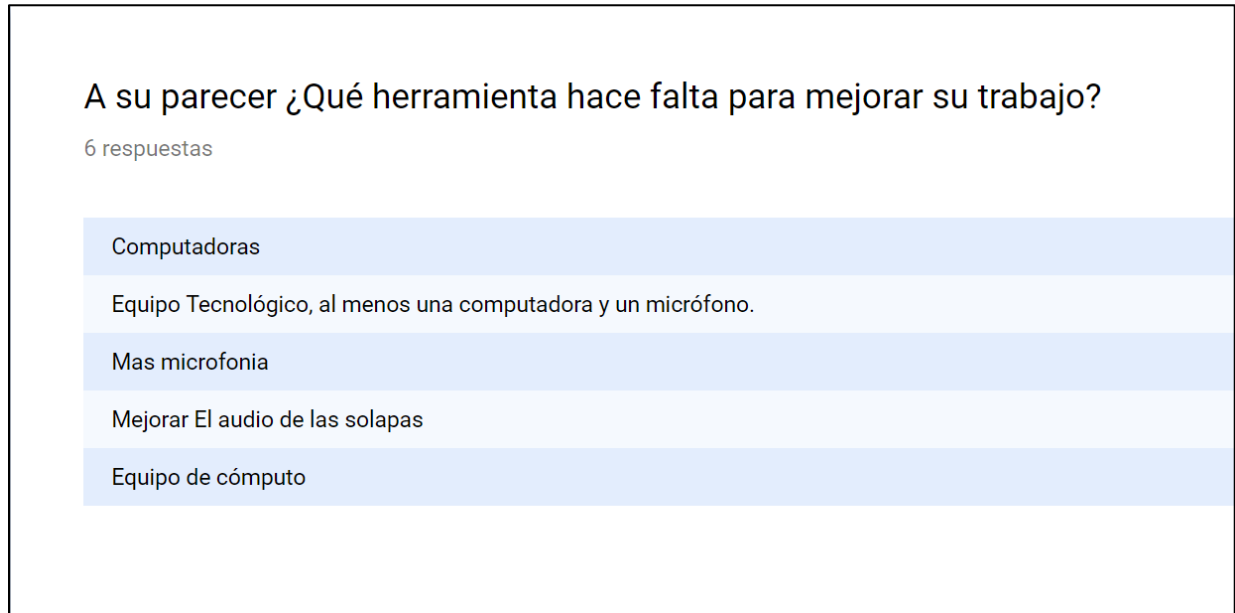 A su parecer ¿Qué herramienta hace falta para mejorar su trabajo?
6 respuestas
Computadoras
Equipo Tecnológico, al menos una computadora y un micrófono.
Mas microfonia
Mejorar El audio de las solapas
Equipo de cómputo